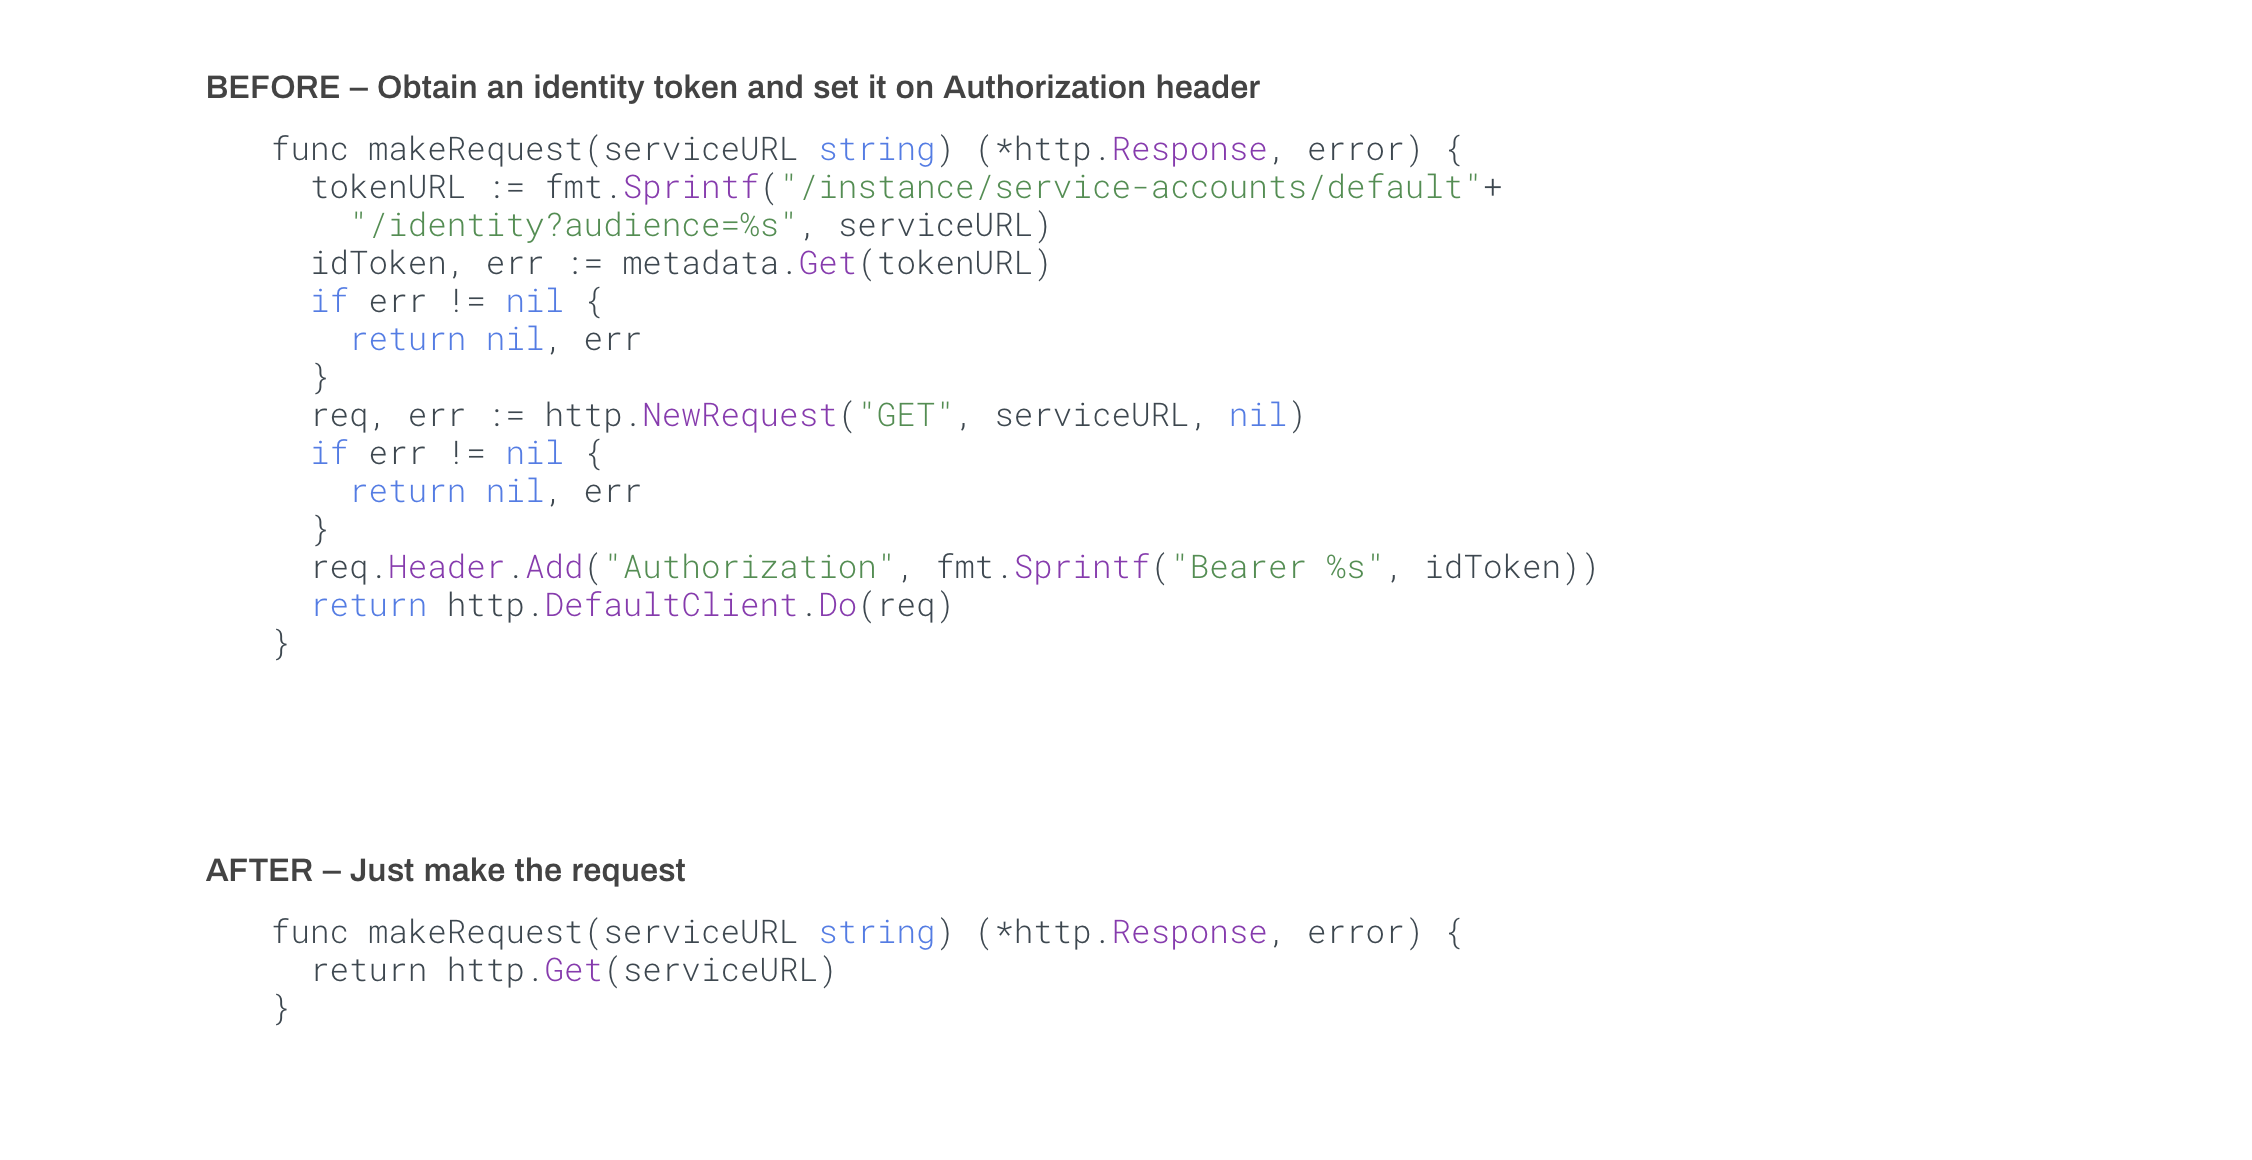 BEFORE – Obtain an identity token and set it on Authorization header
func makeRequest(serviceURL string) (*http.Response, error) {
  tokenURL := fmt.Sprintf("/instance/service-accounts/default"+
    "/identity?audience=%s", serviceURL)
  idToken, err := metadata.Get(tokenURL)
  if err != nil {
    return nil, err
  }
  req, err := http.NewRequest("GET", serviceURL, nil)
  if err != nil {
    return nil, err
  }
  req.Header.Add("Authorization", fmt.Sprintf("Bearer %s", idToken))
  return http.DefaultClient.Do(req)
}
AFTER – Just make the request
func makeRequest(serviceURL string) (*http.Response, error) {
  return http.Get(serviceURL)
}